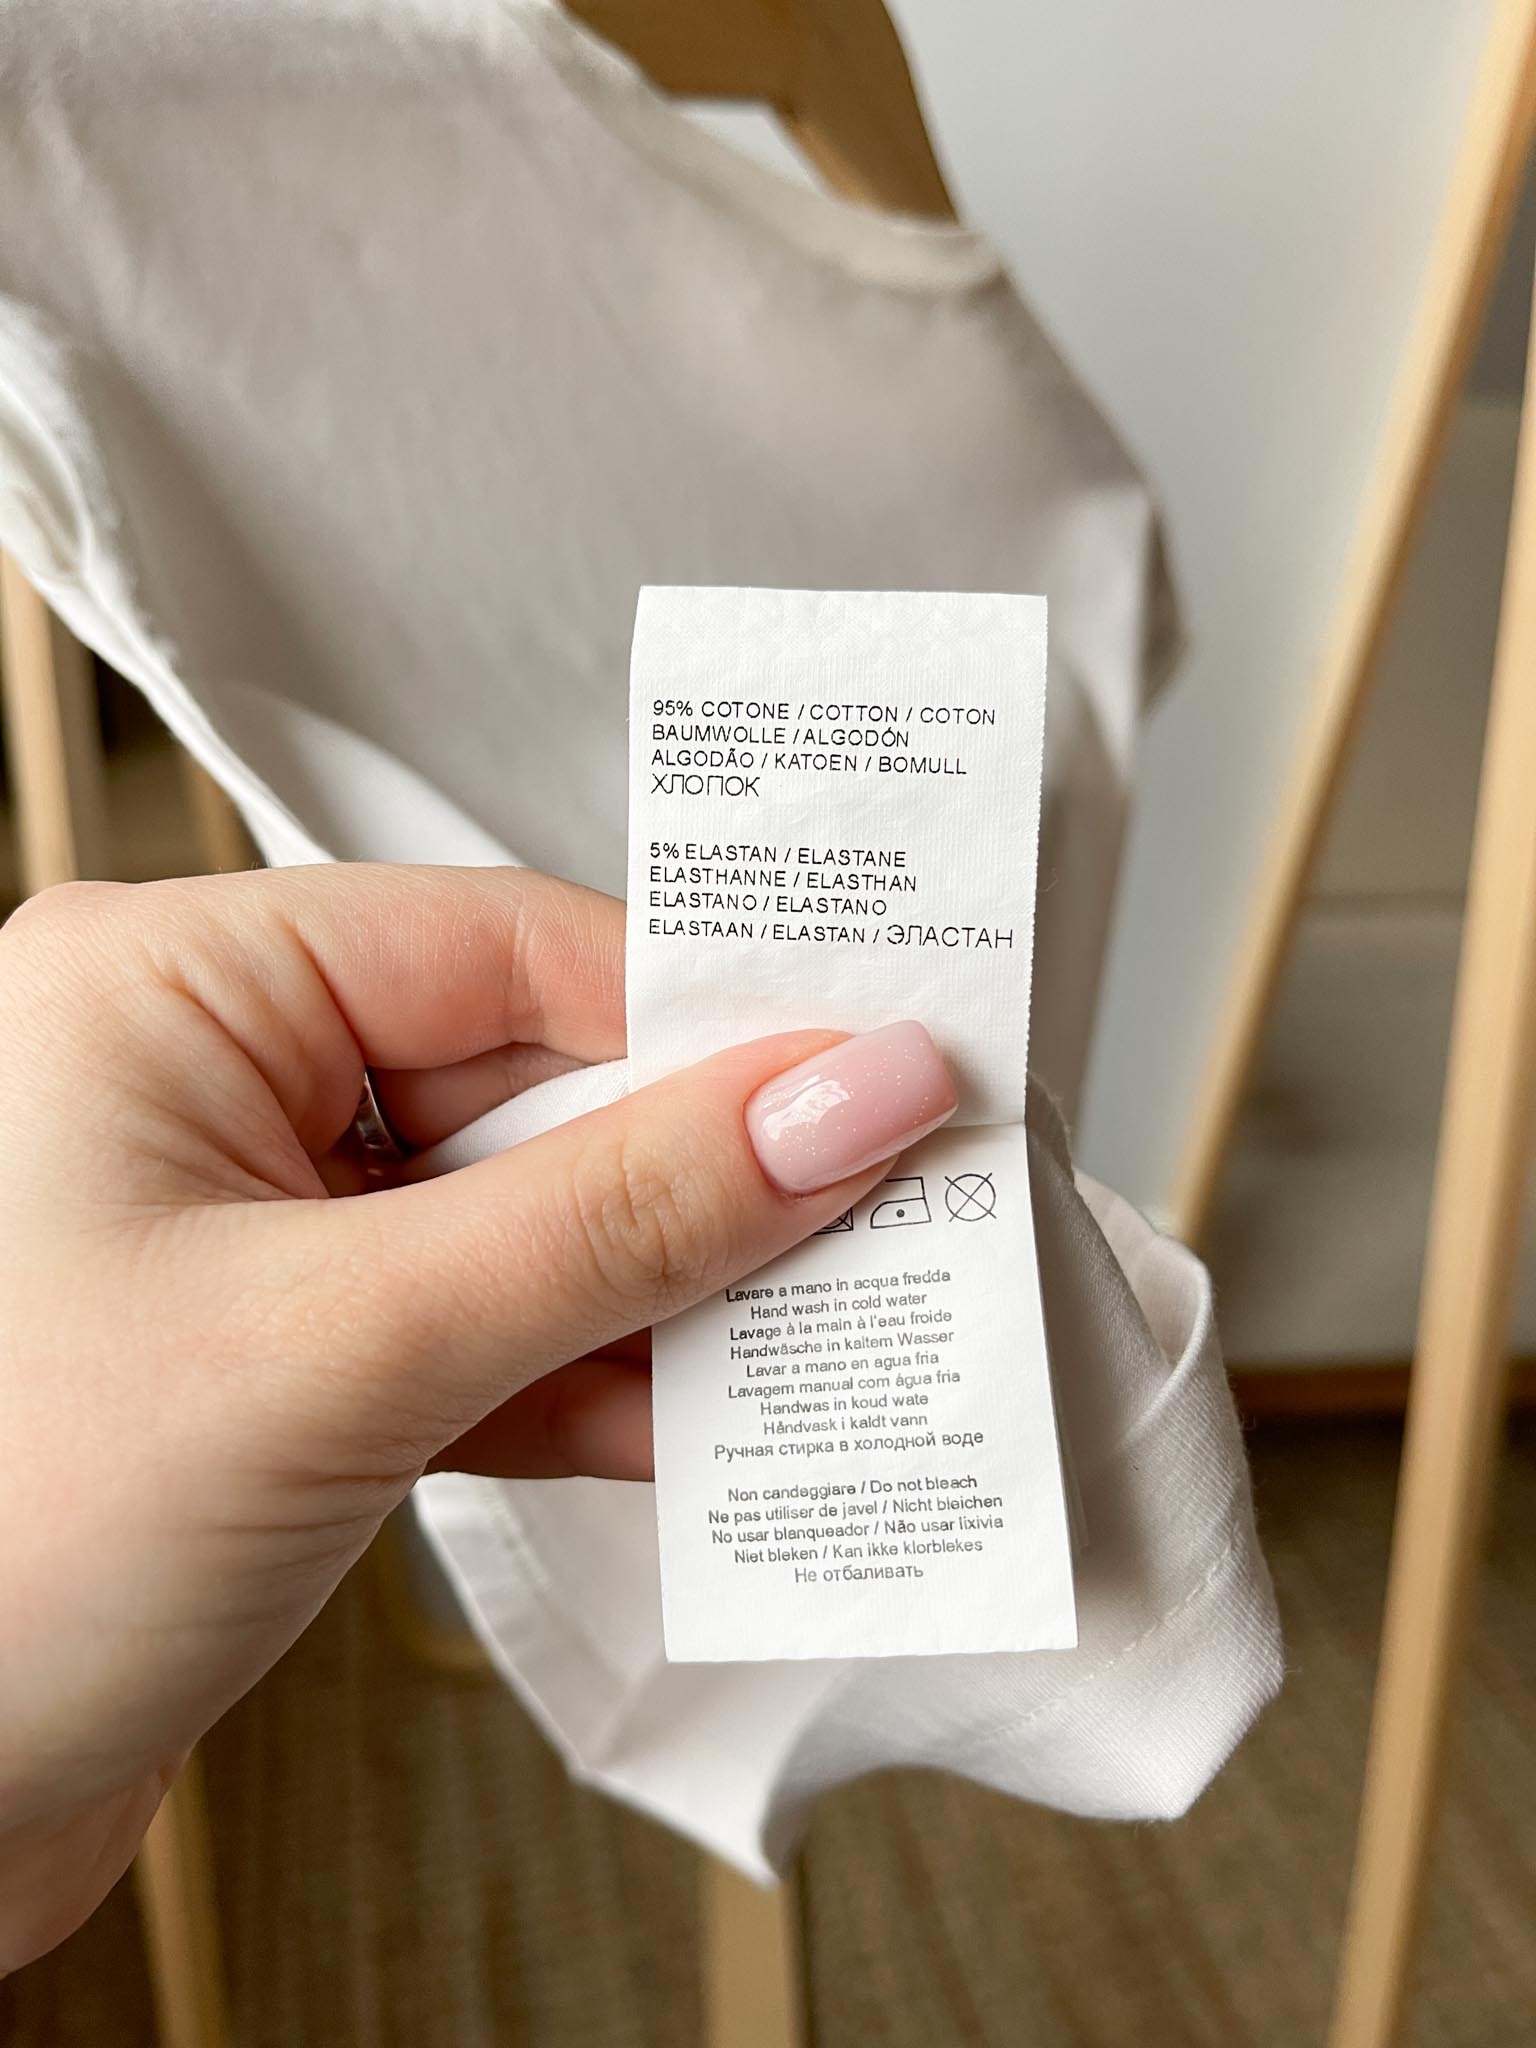 95% COTONE / COTTON / COTON
BAUMWOLLE / ALGODÓN
ALGODÃO / KATOEN / BOMULL
ХЛОПОК
5% ELASTAN / ELASTANE
ELASTHANNE / ELASTHAN
ELASTANO / ELASTANO
ELASTAAN / ELASTAN / ЭЛАСТАН
Lavare a mano in acqua fredda
Hand wash in cold water
Lavage à la main à l'eau froide
Handwäsche in kaltem Wasser
Lavar a mano en agua fria
Lavagem manual com água fria
Handwas in koud wate
Håndvask i kaldt vann
Ручная стирка в холодной воде
Non candeggiare / Do not bleach
Ne pas utiliser de javel / Nicht bleichen
No usar blanqueador / Não usar lixivia
Niet bleken / Kan ikke klorblekes
Не отбаливать